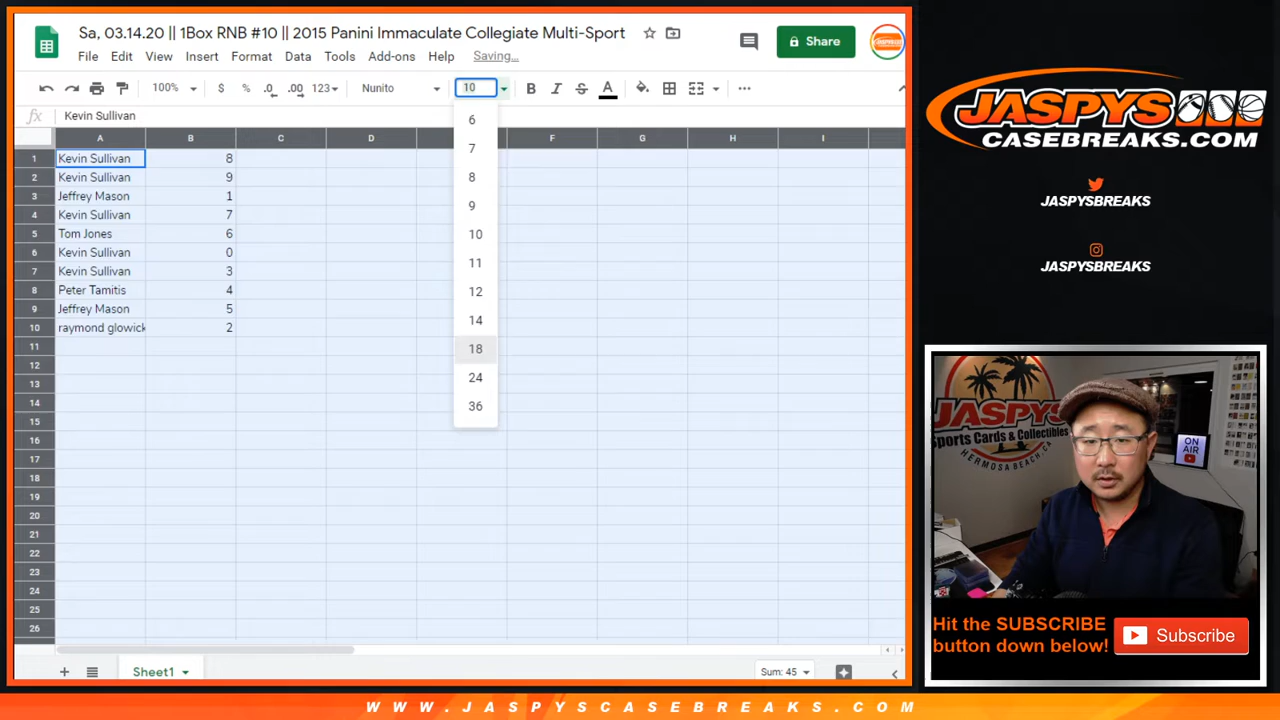 Sa, 03.14.20 || 1Box RNB #10 || 2015 Panini Immaculate Collegiate Multi-Sport
Share
File Edit View Insert Format Data Tools Add-ons Help Saving...
100% $ % .0 .00 123 Nunito 10 B I S A ...
fx Kevin Sullivan
A B C D F G H I
1 Kevin Sullivan 8
2 Kevin Sullivan 9
3 Jeffrey Mason 1
4 Kevin Sullivan 7
5 Tom Jones 6
6 Kevin Sullivan 0
7 Kevin Sullivan 3
8 Peter Tamitis 4
9 Jeffrey Mason 5
10 raymond glowick 2
11
12
13
14
15
16
17
18
19
20
21
22
23
24
25
26
6
7
8
9
10
11
12
14
18
24
36
Sheet1
Sum: 45
JASPYS
CASEBREAKS.COM
JASPYSBREAKS
JASPYSBREAKS
JASPYS
Sports Cards & Collectibles
HERMOSA BEACH, CA
ON
AIR
Hit the SUBSCRIBE
button down below!
Subscribe
WWW.JASPYSCASEBREAKS.COM